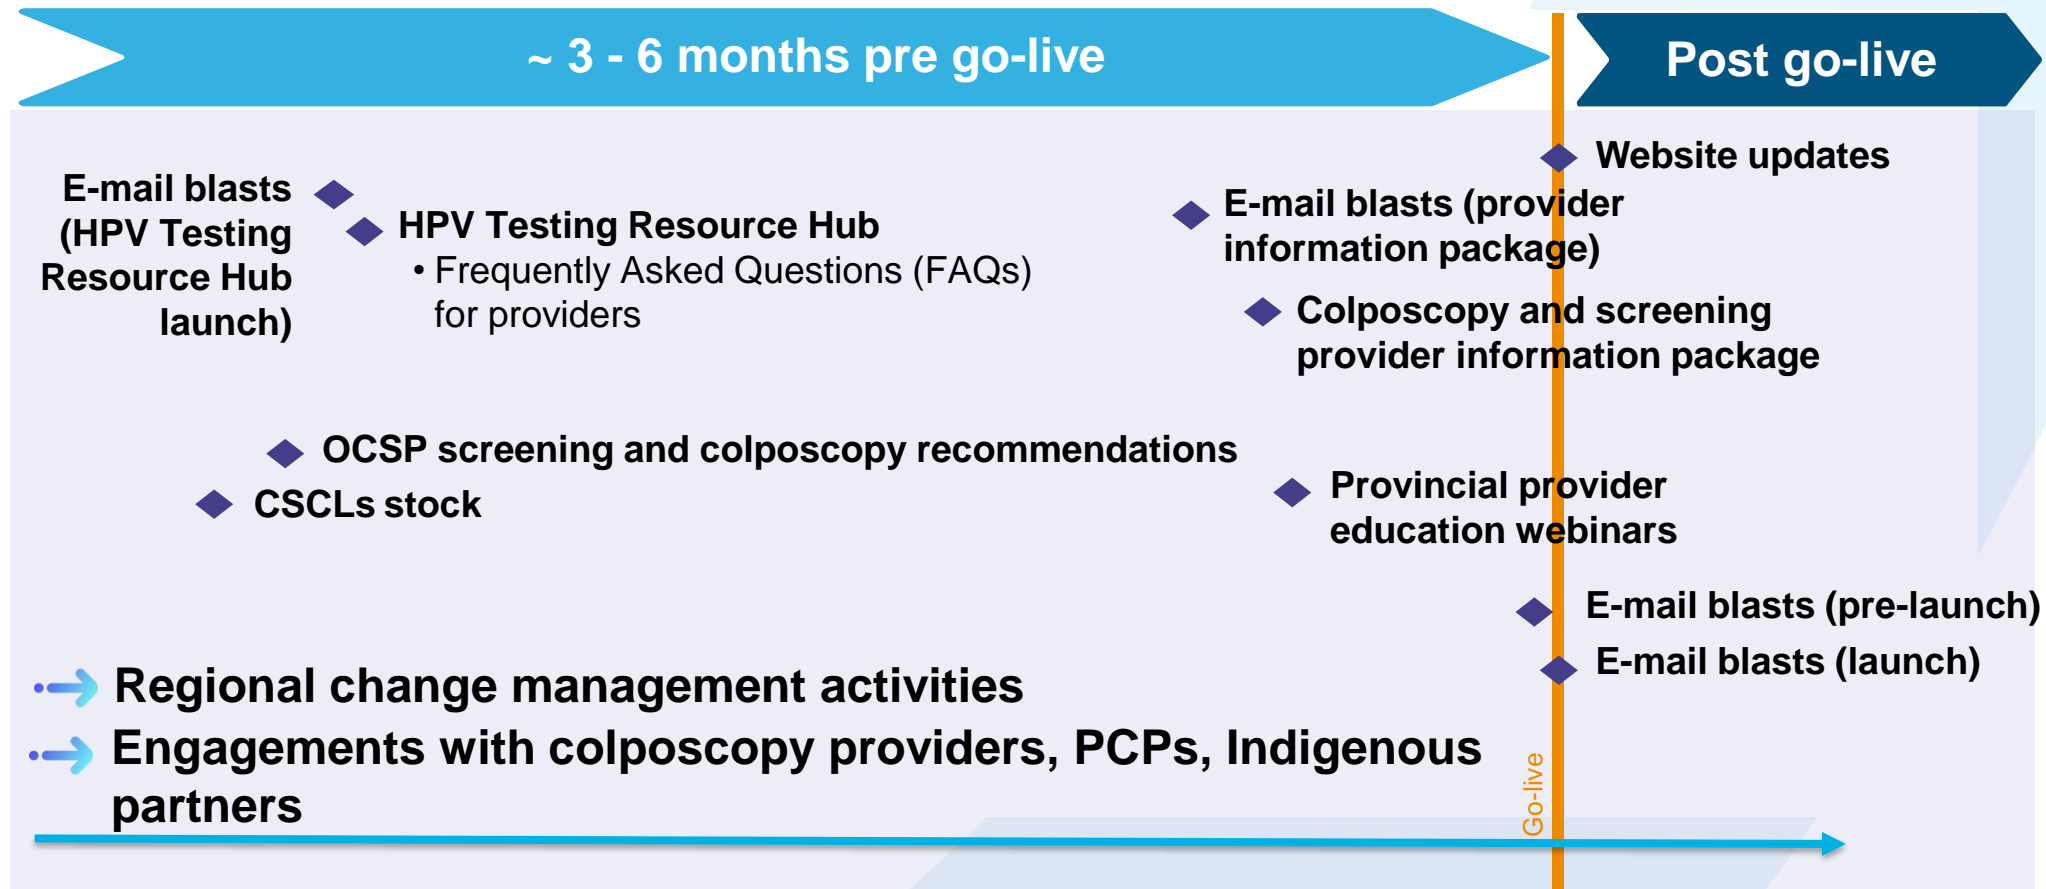 ~ 3 - 6 months pre go-live
Post go-live
E-mail blasts
(HPV Testing
Resource Hub
launch)
HPV Testing Resource Hub
• Frequently Asked Questions (FAQs)
for providers
Website updates
E-mail blasts (provider
information package)
Colposcopy and screening
provider information package
OCSP screening and colposcopy recommendations
CSCLs stock
Provincial provider
education webinars
E-mail blasts (pre-launch)
E-mail blasts (launch)
Regional change management activities
Engagements with colposcopy providers, PCPs, Indigenous
partners
Go-live